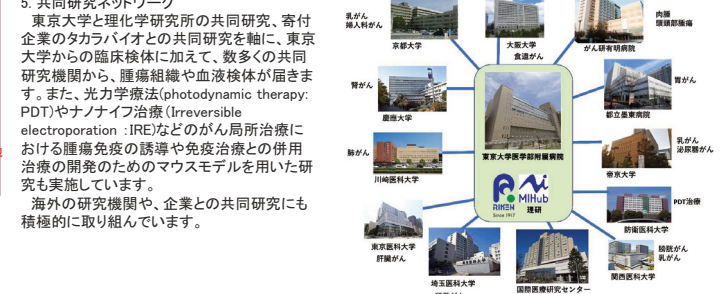 5. 共同研究ネットワーク
東京大学と理化学研究所の共同研究、寄付
企業のタカラバイオとの共同研究を軸に、東京
大学からの臨床検体に加えて、数多くの共同
研究機関から、腫瘍組織や血液検体が届きま
す。また、光力学療法(photodynamic therapy:
PDT)やナノナイフ治療(Irreversible
electroporation :IRE)などのがん局所治療に
おける腫瘍免疫の誘導や免疫治療との併用
治療の開発のためのマウスモデルを用いた研
究も実施しています。
海外の研究機関や、企業との共同研究にも
積極的に取り組んでいます。
乳がん
婦人科がん
京都大学
大阪大学
食道がん
肉腫
頭頸部腫瘍
がん研有明病院
腎がん
慶應大学
胃がん
都立墨東病院
肺がん
川崎医科大学
東京大学医学部附属病院
乳がん
泌尿器がん
帝京大学
RIKEN
Since 1917
MIHub
理研
PDT治療
防衛医科大学
東京医科大学
肝臓がん
埼玉医科大学
国際医療研究センター
膀胱がん
乳がん
関西医科大学